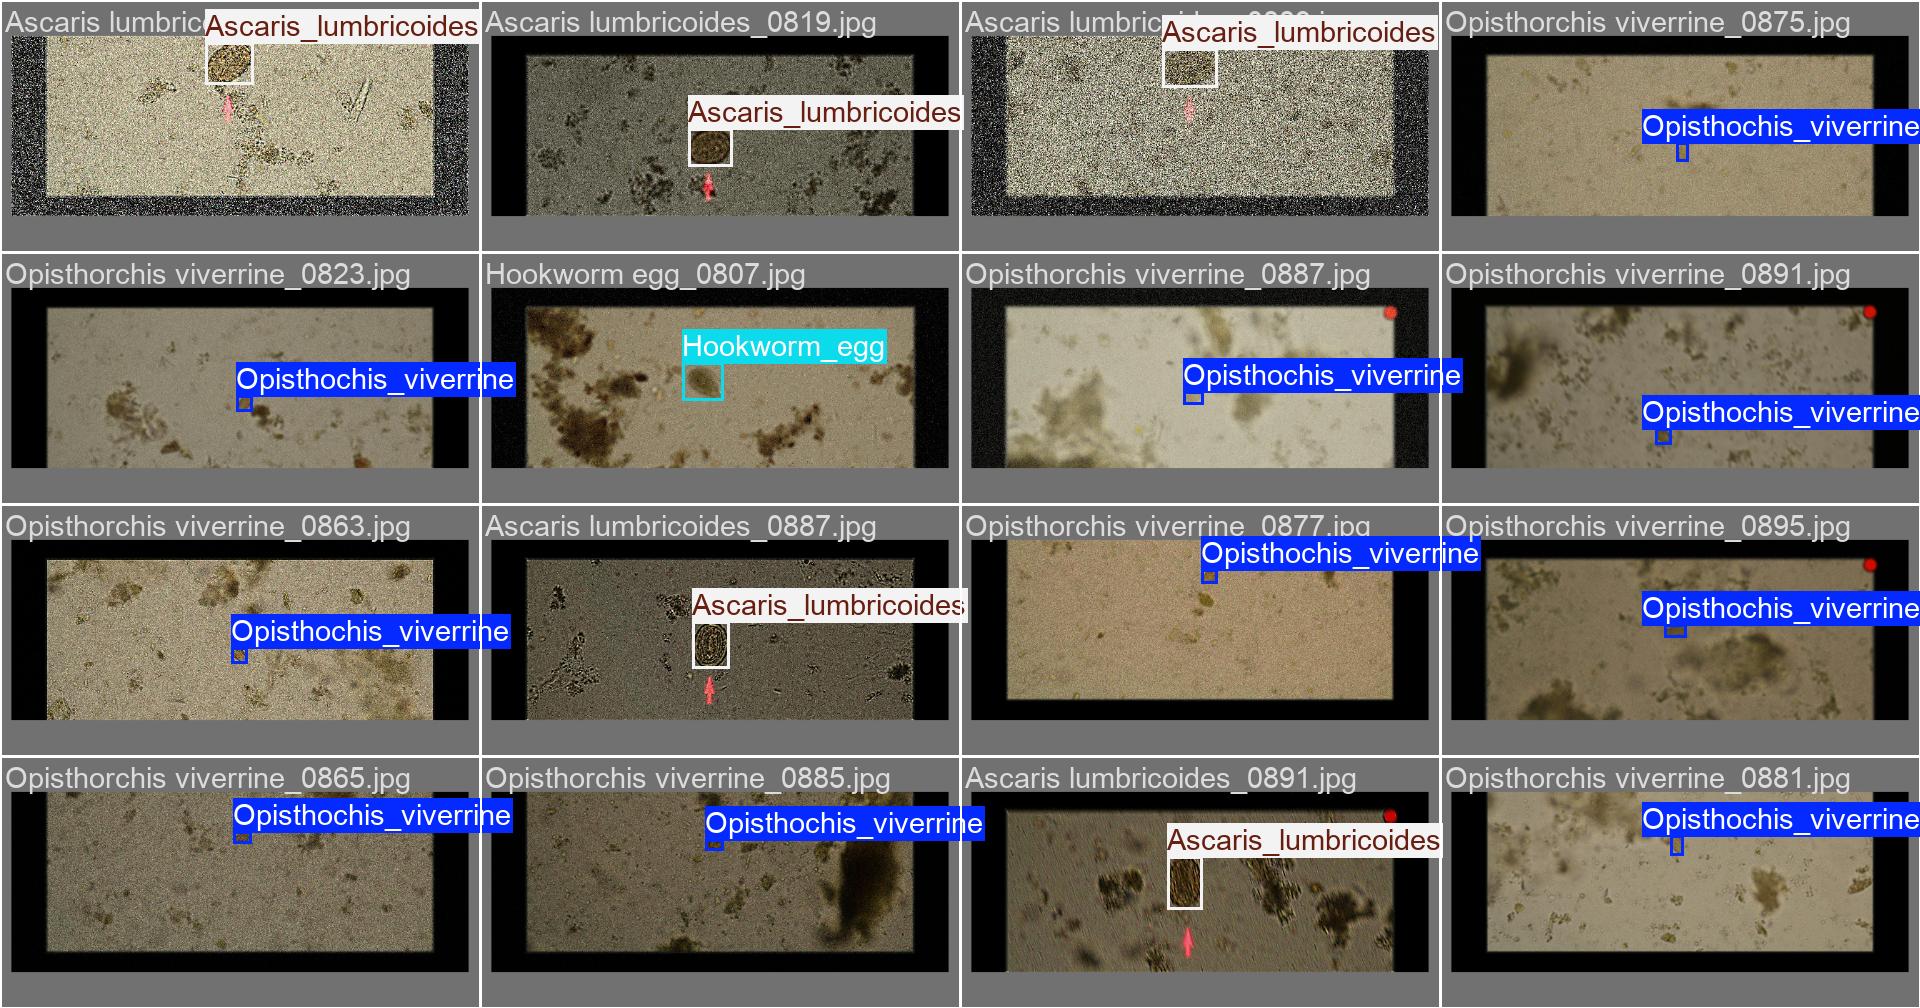 Ascaris lumbric
Ascaris_lumbricoides
Ascaris lumbricoides_0819.jpg
Ascaris_lumbricoides
Ascaris lumbric
Ascaris_lumbricoides
Opisthorchis viverrine_0875.jpg
Opisthochis_viverrine
Opisthorchis viverrine_0823.jpg
Opisthochis_viverrine
Hookworm egg_0807.jpg
Hookworm_egg
Opisthorchis viverrine_0887.jpg
Opisthochis_viverrine
Opisthorchis viverrine_0891.jpg
Opisthochis_viverrine
Opisthorchis viverrine_0863.jpg
Opisthochis_viverrine
Ascaris lumbricoides_0887.jpg
Ascaris_lumbricoides
Opisthorchis viverrine_0877.jpg
Opisthochis_viverrine
Opisthorchis viverrine_0895.jpg
Opisthochis_viverrine
Opisthorchis viverrine_0865.jpg
Opisthochis_viverrine
Opisthorchis viverrine_0885.jpg
Opisthochis_viverrine
Ascaris lumbricoides_0891.jpg
Ascaris_lumbricoides
Opisthorchis viverrine_0881.jpg
Opisthochis_viverrine